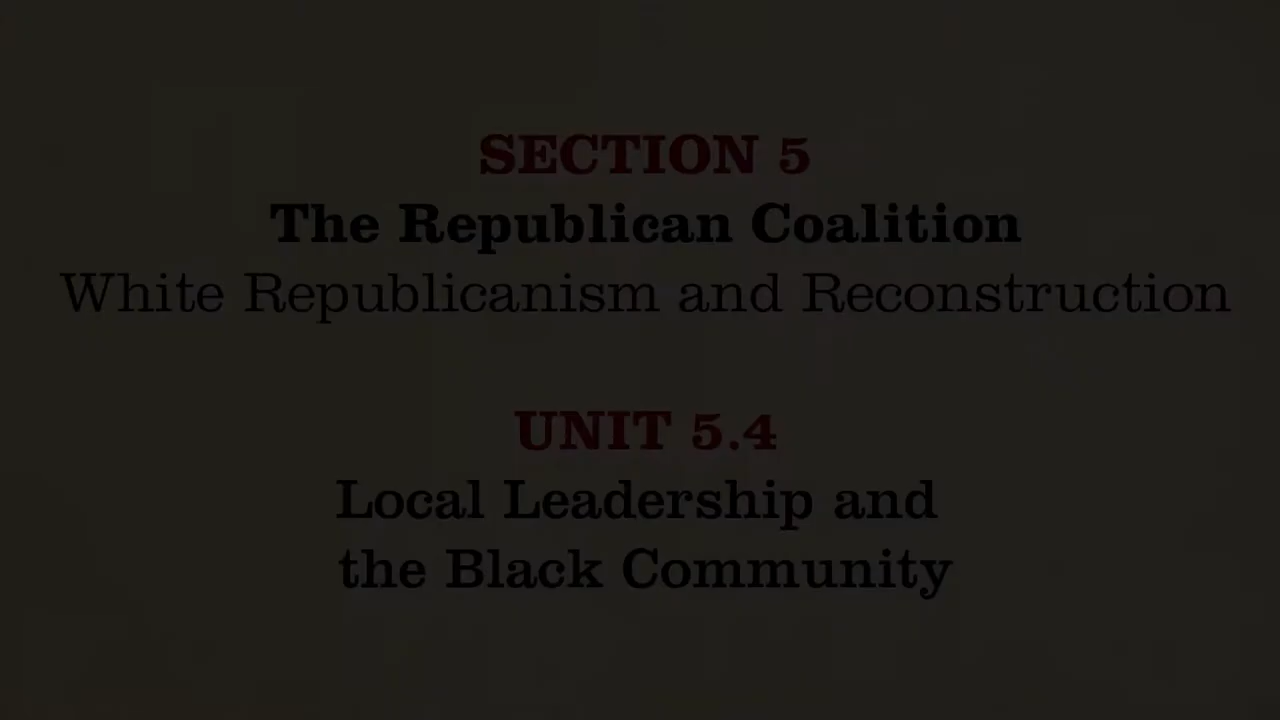 SECTION 5
The Republican Coalition
White Republicanism and Reconstruction
UNIT 5.4
Local Leadership and
the Black Community